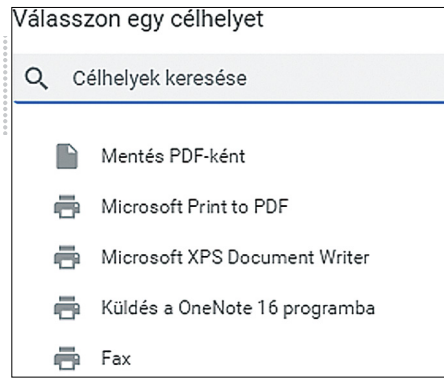 Válasszon egy célhelyet
Célhelyek keresése
Mentés PDF-ként
Microsoft Print to PDF
Microsoft XPS Document Writer
Küldés a OneNote 16 programba
Fax